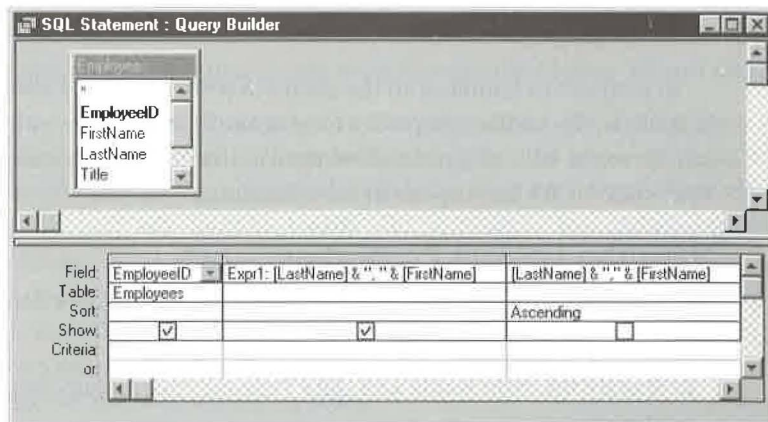 SQL Statement : Query Builder
Employees
*
EmployeeID
FirstName
LastName
Title
Field: EmployeeID Expr1: [LastName] & ", " & [FirstName] [LastName] & "," & [FirstName]
Table: Employees
Sort: Ascending
Show:
Criteria:
or: